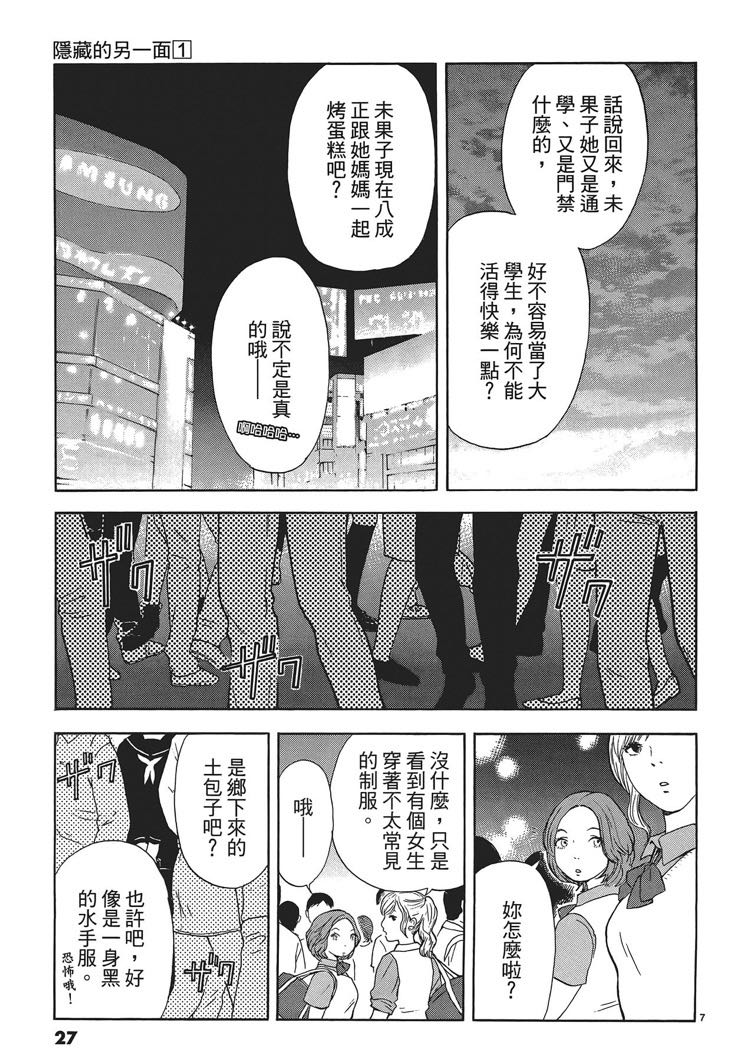 隱藏的另一面1
話說回來，未
果子她又是通
學、又是門禁
什麼的，
好不容易當了大
學生，為何不能
活得快樂一點？
未果子現在八成
正跟她媽媽一起
烤蛋糕吧？
說不定是真
的哦——
啊哈哈哈…
SAMSUNG
ザワ
ザワ
ザワ
妳怎麼啦？
沒什麼，只是
看到有個女生
穿著不太常見
的制服。
哦——
是鄉下來的
土包子吧？
也許吧，好
像是一身黑
的水手服。
恐怖哦！
ザワ
ザワ
7
27